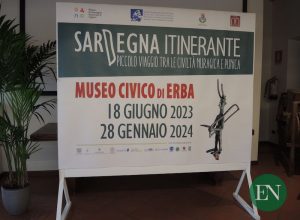 SARDEGNA ITINERANTE
PICCOLO VIAGGIO TRA LE CIVILTÀ NURAGICA E PUNICA
MUSEO CIVICO DI ERBA
18 GIUGNO 2023
28 GENNAIO 2024
EN